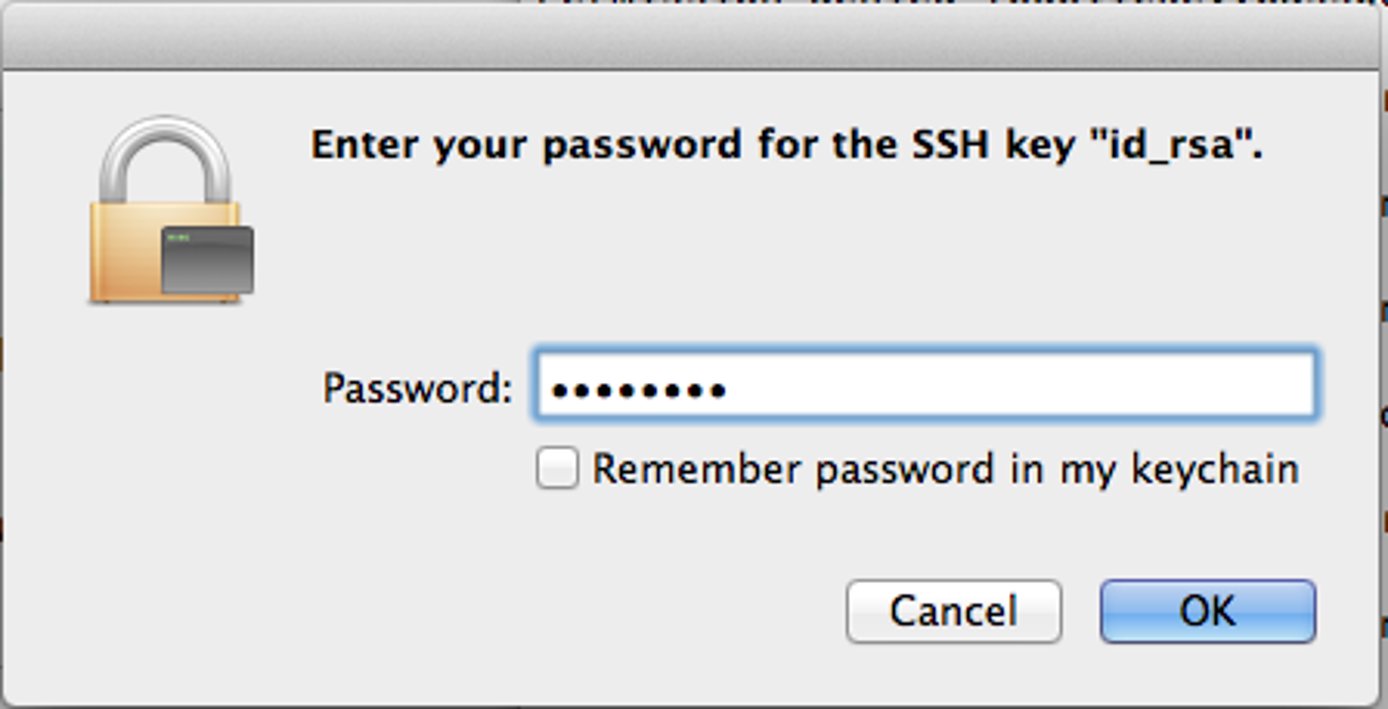 Enter your password for the SSH key "id_rsa".
Password: ••••••••
Remember password in my keychain
Cancel OK